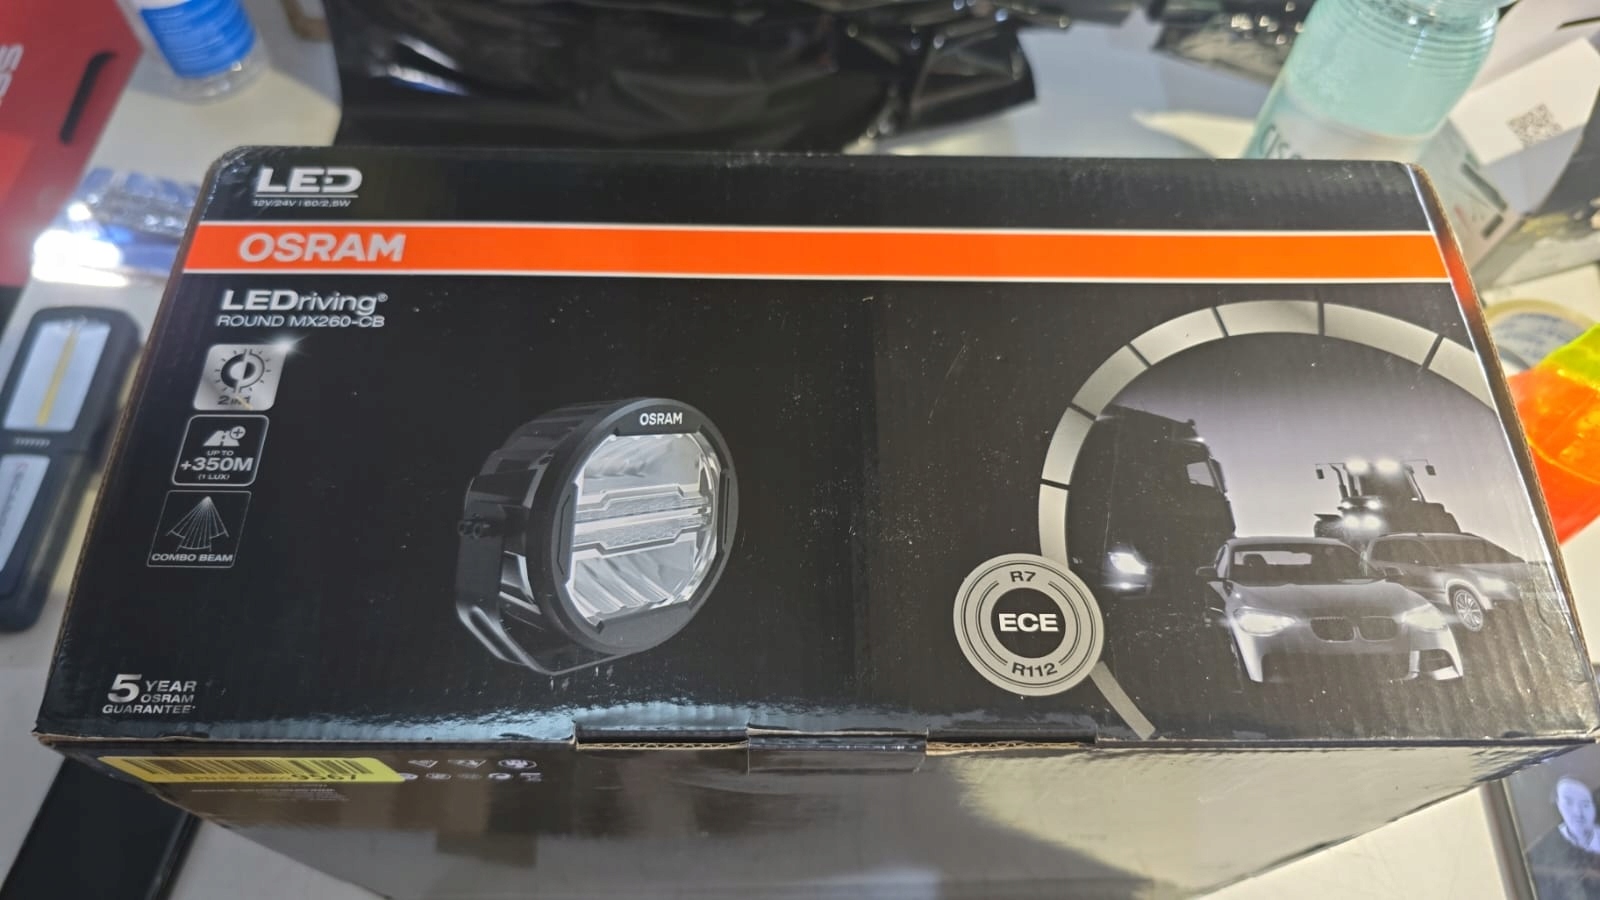 LED
12V/24V | 60/2,5W
OSRAM
LEDriving®
ROUND MX260-CB
2 IN 1
UP TO
+350M
(1 LUX)
COMBO BEAM
5 YEAR
OSRAM
GUARANTEE*
OSRAM
R7
ECE
R112